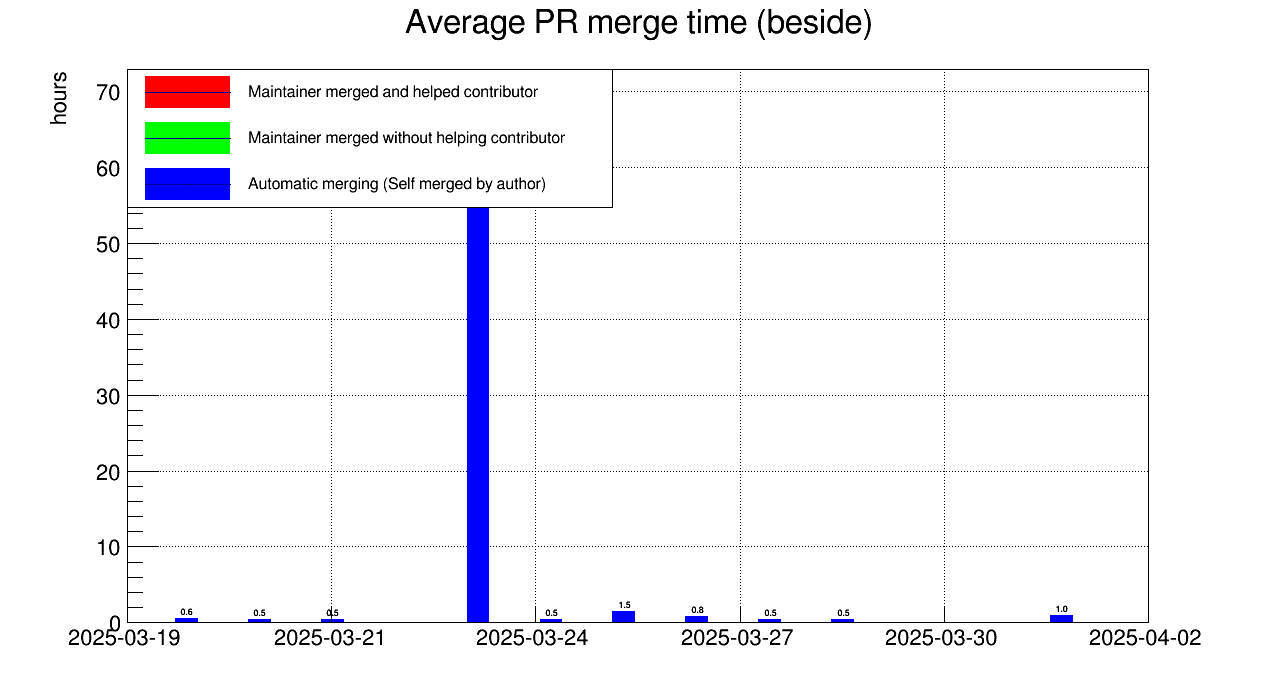 Average PR merge time (beside)
hours
70
60
50
40
30
20
10
0
Maintainer merged and helped contributor
Maintainer merged without helping contributor
Automatic merging (Self merged by author)
0.6 0.5 0.5 0.5 1.5 0.8 0.5 0.5 1.0
2025-03-19 2025-03-21 2025-03-24 2025-03-27 2025-03-30 2025-04-02